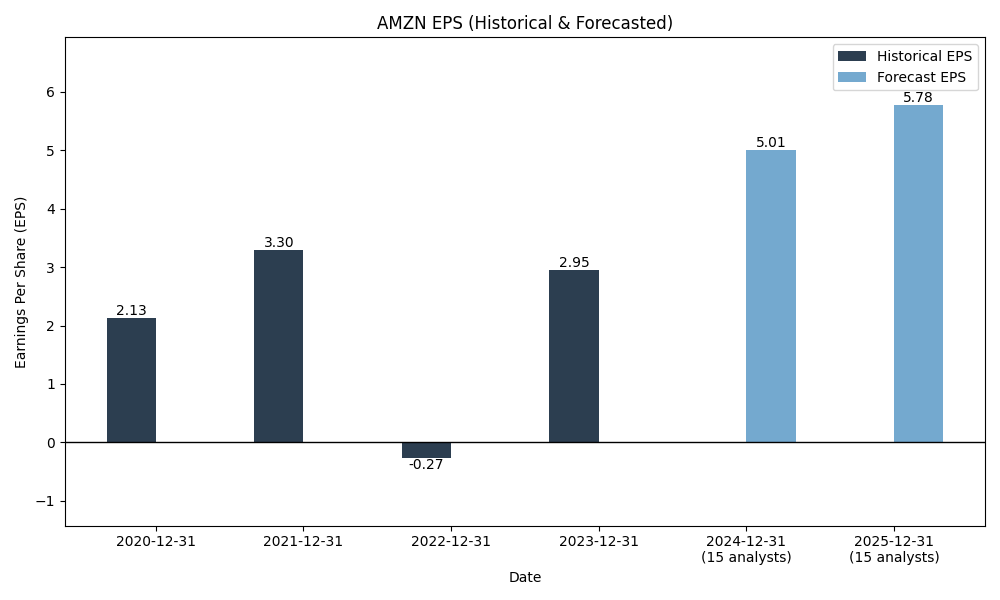 AMZN EPS (Historical & Forecasted)
Historical EPS
Forecast EPS
Earnings Per Share (EPS)
6
5
4
3
2
1
0
−1
2.13
3.30
-0.27
2.95
5.01
5.78
2020-12-31
2021-12-31
2022-12-31
2023-12-31
2024-12-31
(15 analysts)
2025-12-31
(15 analysts)
Date